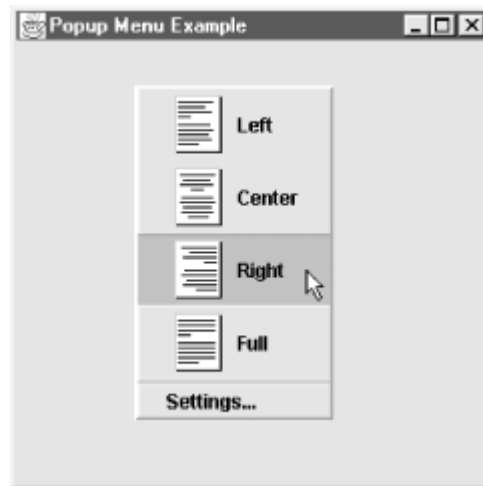 Popup Menu Example
Left
Center
Right
Full
Settings...